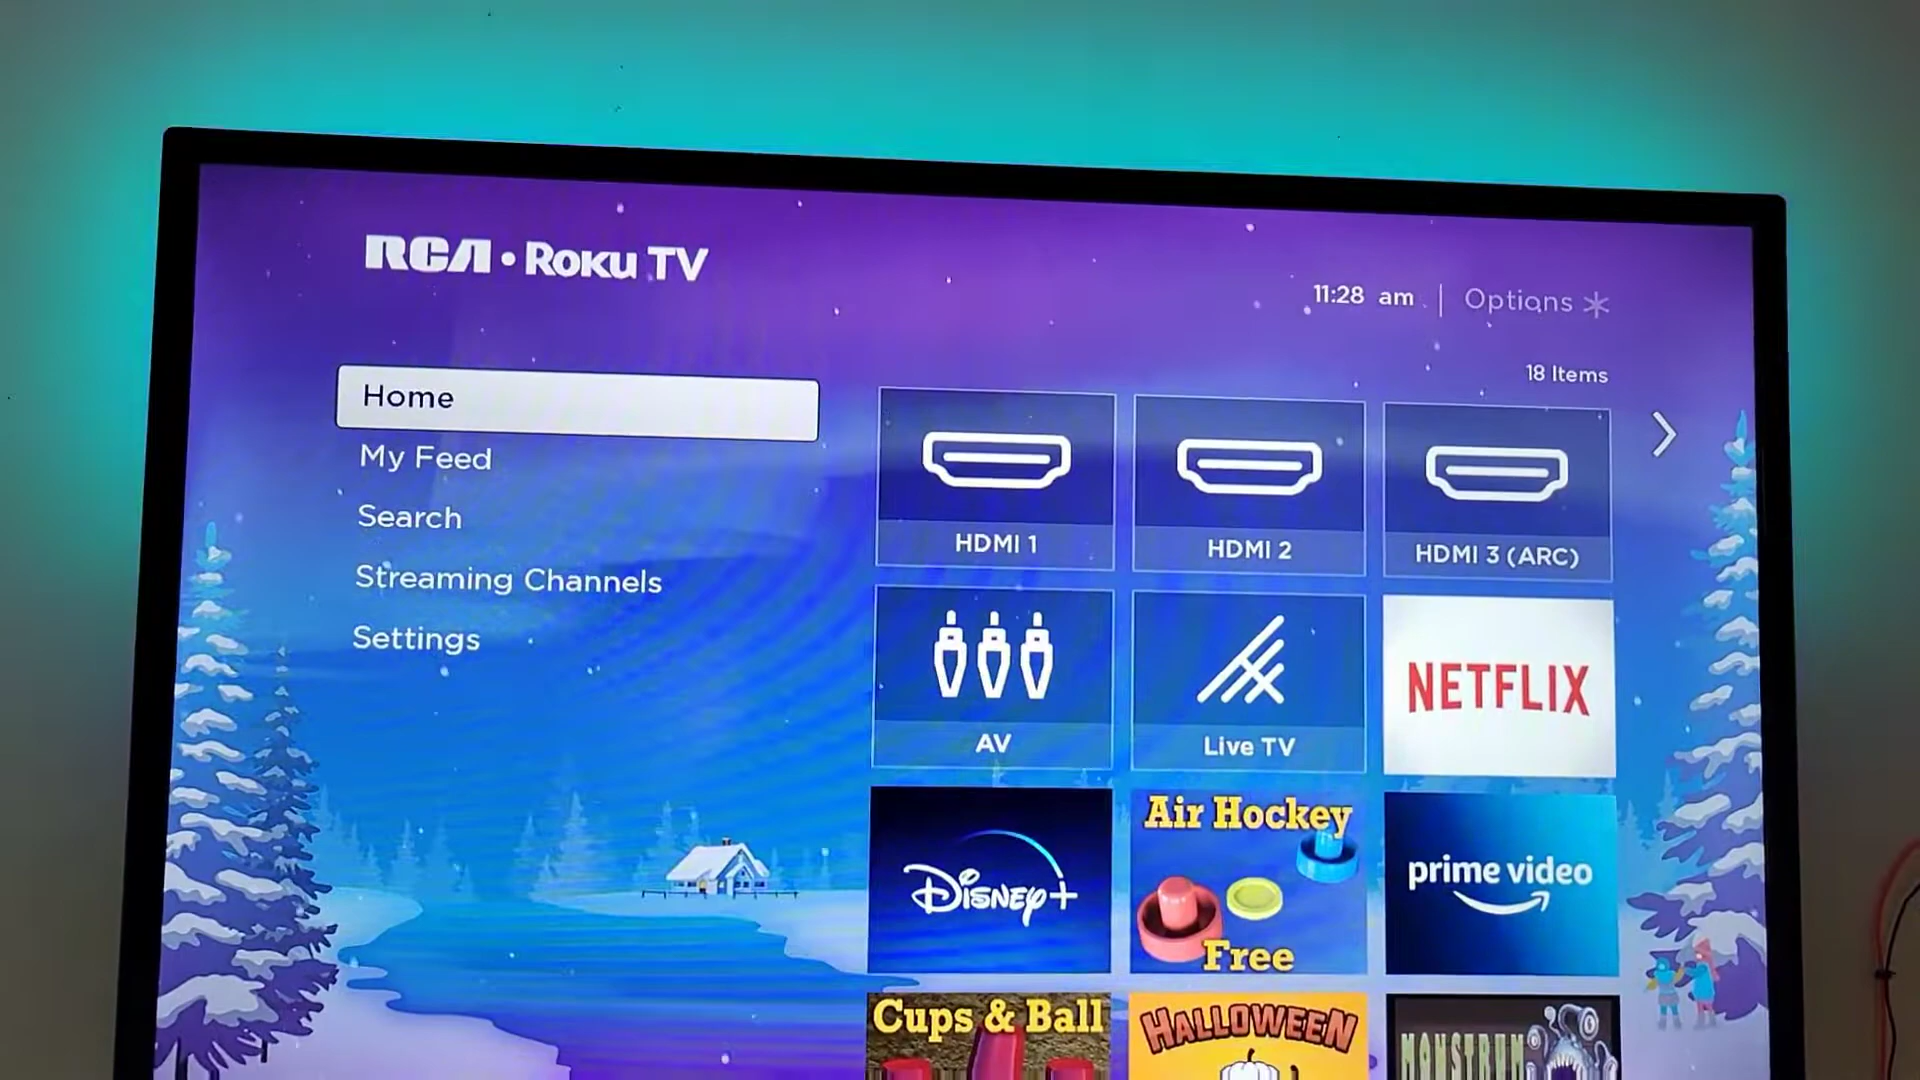 RCA • Roku TV
11:28 am | Options
18 Items
Home
My Feed
Search
Streaming Channels
Settings
HDMI 1
HDMI 2
HDMI 3 (ARC)
AV
Live TV
NETFLIX
Disney+
Air Hockey
Free
prime video
Cups & Ball
HALLOWEEN
MONSTRUM